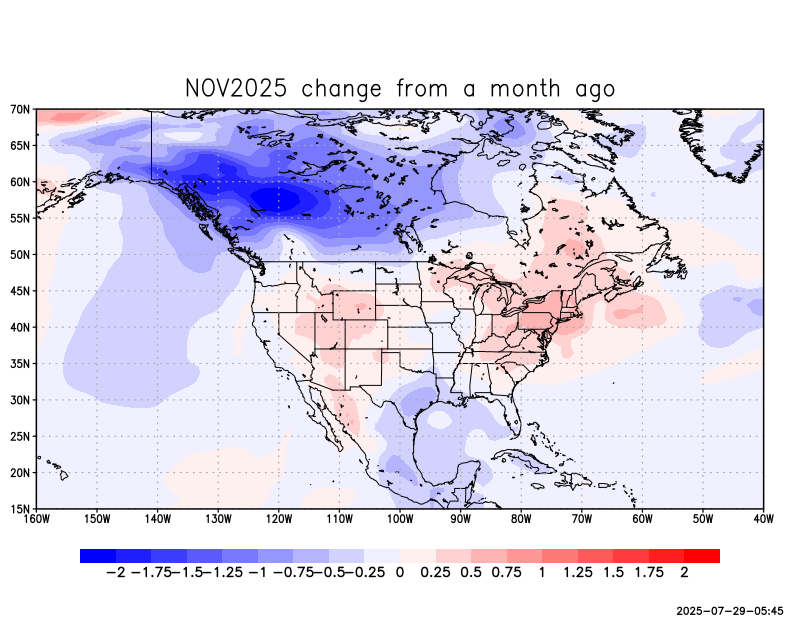 NOV2025 change from a month ago
70N
65N
60N
55N
50N
45N
40N
35N
30N
25N
20N
15N
160W 150W 140W 130W 120W 110W 100W 90W 80W 70W 60W 50W 40W
-2 -1.75 -1.5 -1.25 -1 -0.75 -0.5 -0.25 0 0.25 0.5 0.75 1 1.25 1.5 1.75 2
2025-07-29-05:45